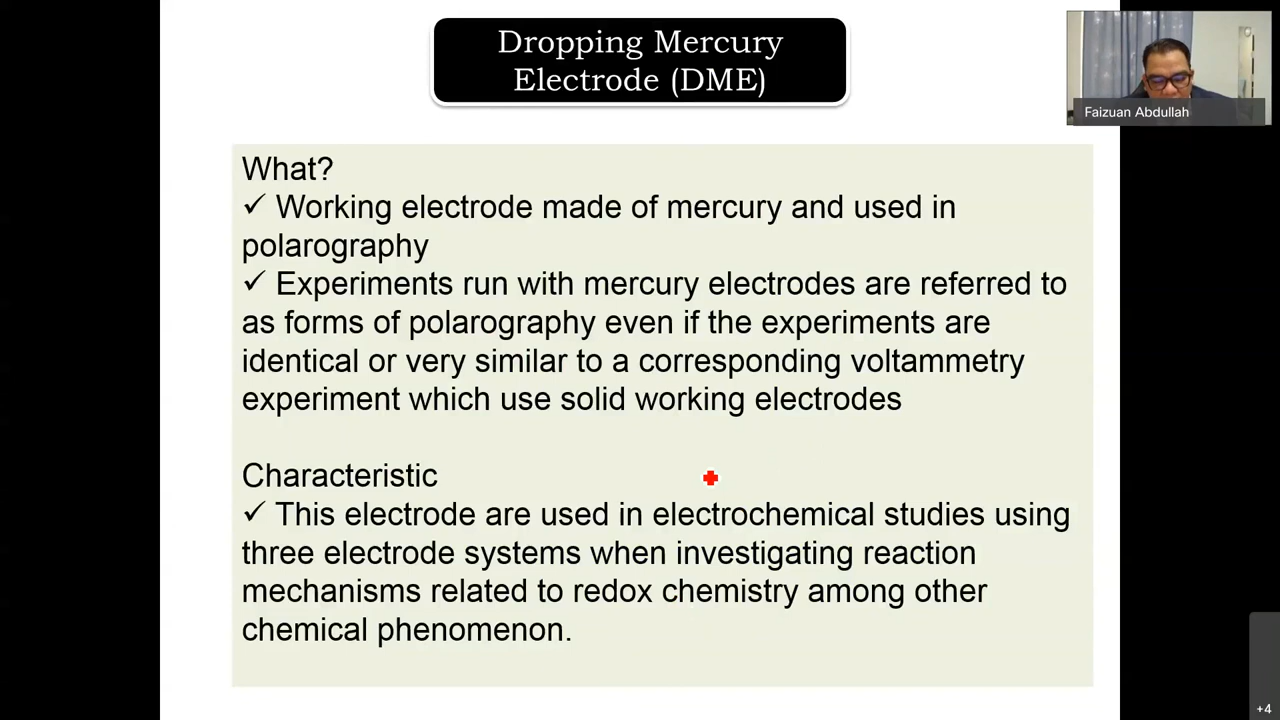 Dropping Mercury
Electrode (DME)
Faizuan Abdullah
What?
✓ Working electrode made of mercury and used in
polarography
✓ Experiments run with mercury electrodes are referred to
as forms of polarography even if the experiments are
identical or very similar to a corresponding voltammetry
experiment which use solid working electrodes
Characteristic
✓ This electrode are used in electrochemical studies using
three electrode systems when investigating reaction
mechanisms related to redox chemistry among other
chemical phenomenon.
+4